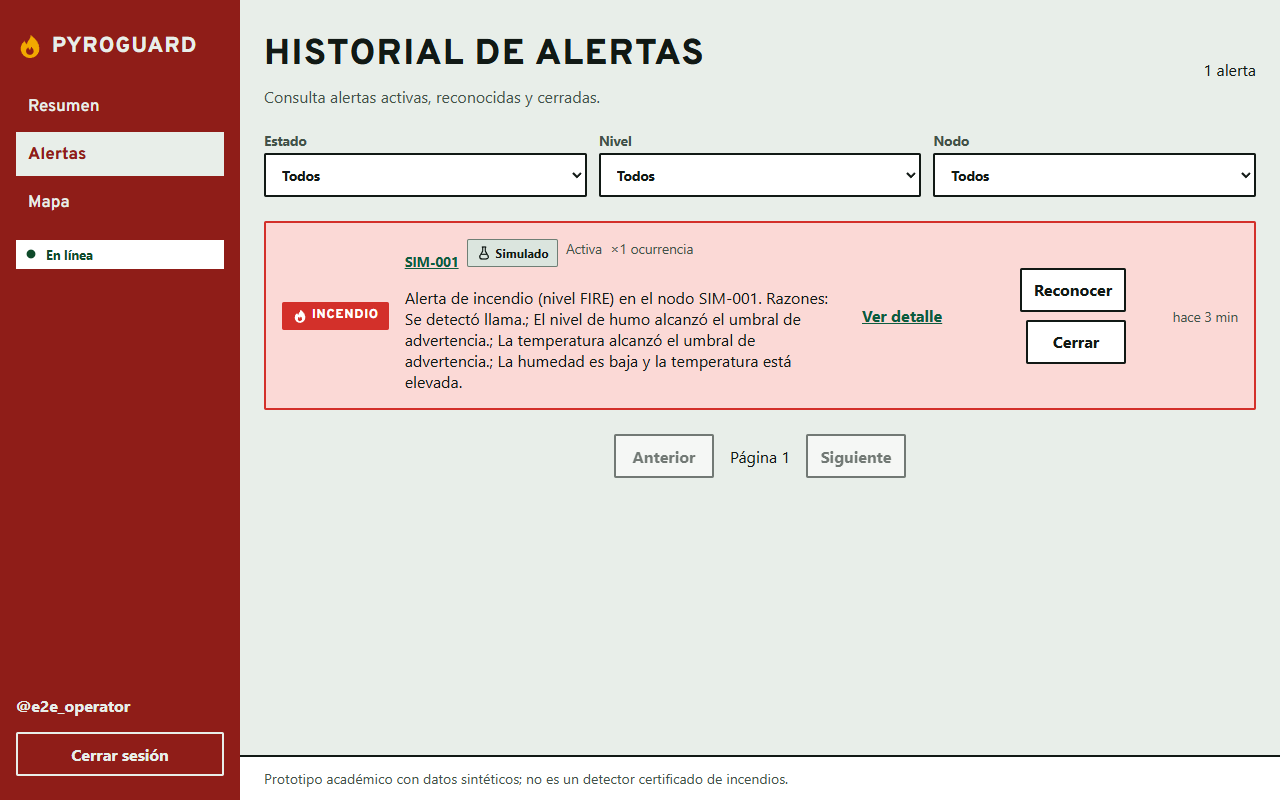 PYROGUARD
Resumen
Alertas
Mapa
En línea
@e2e_operator
Cerrar sesión
HISTORIAL DE ALERTAS
Consulta alertas activas, reconocidas y cerradas.
1 alerta
Estado
Todos
Nivel
Todos
Nodo
Todos
INCENDIO
SIM-001 Simulado Activa ×1 ocurrencia
Alerta de incendio (nivel FIRE) en el nodo SIM-001. Razones:
Se detectó llama.; El nivel de humo alcanzó el umbral de
advertencia.; La temperatura alcanzó el umbral de
advertencia.; La humedad es baja y la temperatura está
elevada.
Ver detalle
Reconocer
Cerrar
hace 3 min
Anterior
Página 1
Siguiente
Prototipo académico con datos sintéticos; no es un detector certificado de incendios.